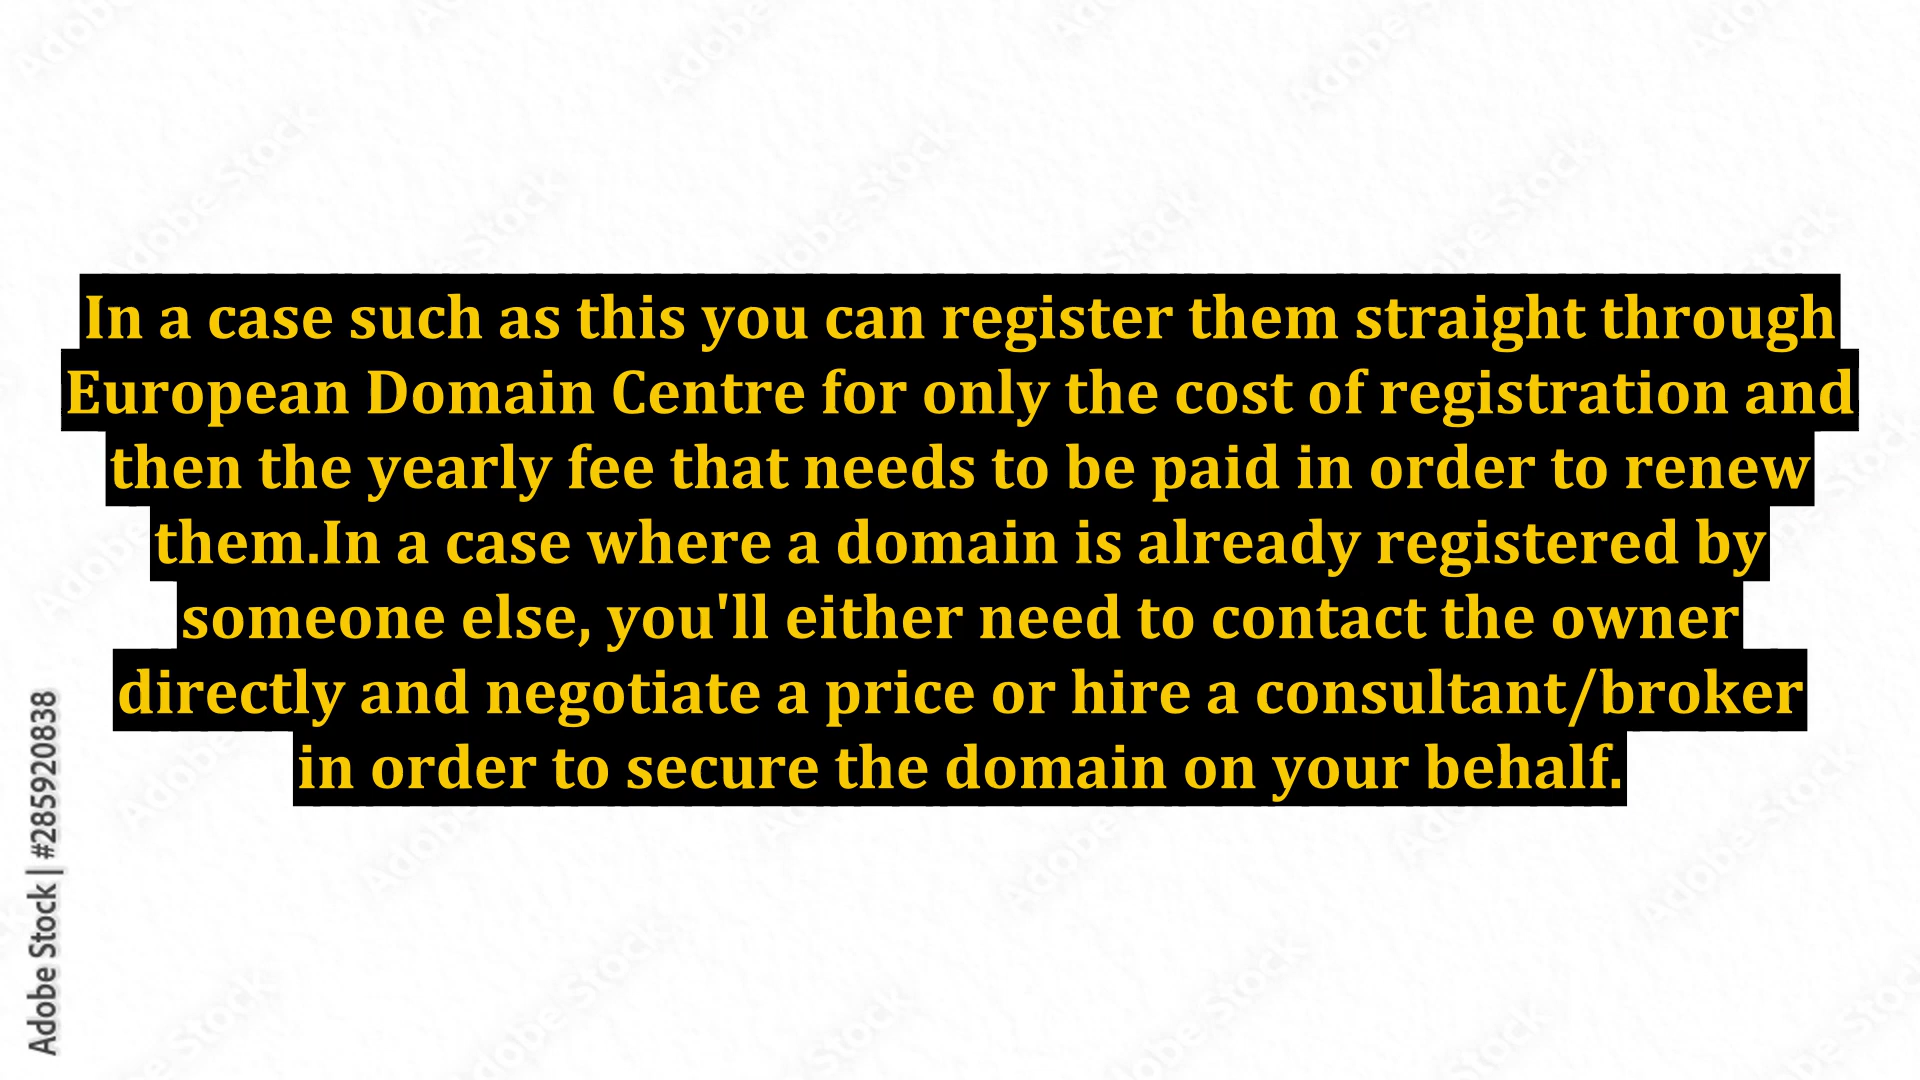 In a case such as this you can register them straight through
European Domain Centre for only the cost of registration and
then the yearly fee that needs to be paid in order to renew
them.In a case where a domain is already registered by
someone else, you'll either need to contact the owner
directly and negotiate a price or hire a consultant/broker
in order to secure the domain on your behalf.
Adobe Stock | #285920838